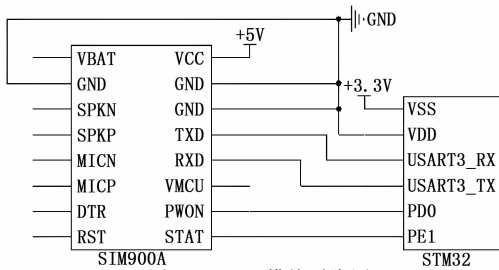 GND
+5V
VBAT VCC
GND GND
+3.3V
SPKN GND
VSS
SPKP TXD
VDD
MICN RXD
USART3_RX
MICP VMCU
USART3_TX
DTR PWON
PD0
RST STAT
PE1
SIM900A
STM32